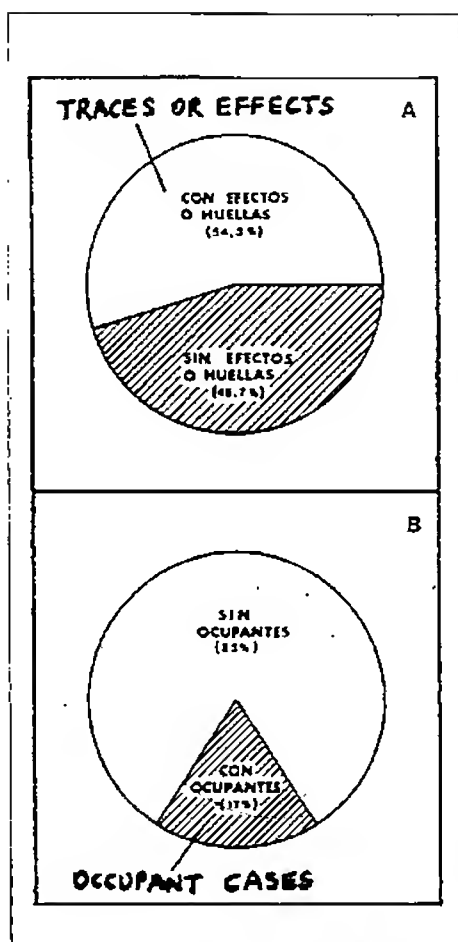 TRACES OR EFFECTS
A
CON EFECTOS
O HUELLAS
SIN EFECTOS
O HUELLAS
B
SIN
OCUPANTES
CON
OCUPANTES
OCCUPANT CASES